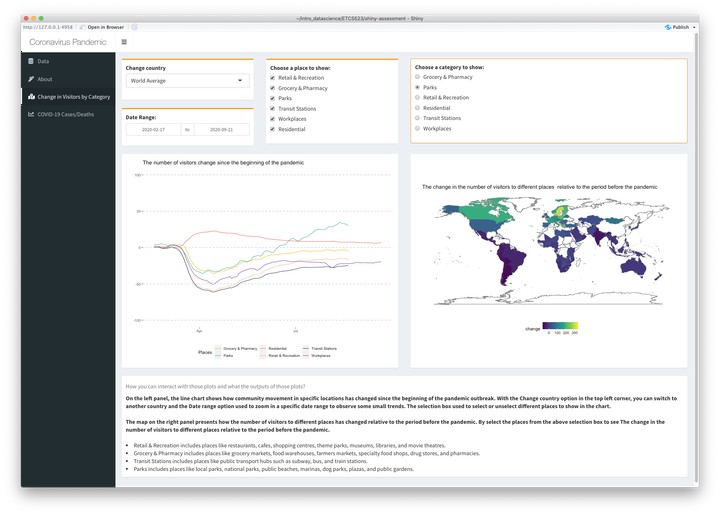 ~/intro_datascience/ETC5523/shiny-assessment - Shiny
http://127.0.0.1:4958 Open in Browser Publish
Coronavirus Pandemic
Data
About
Change in Visitors by Category
COVID-19 Cases/Deaths
Change country
World Average
Date Range:
2020-02-17 to 2020-09-21
Choose a place to show:
Retail & Recreation
Grocery & Pharmacy
Parks
Transit Stations
Workplaces
Residential
Choose a category to show:
Grocery & Pharmacy
Parks
Retail & Recreation
Residential
Transit Stations
Workplaces
The number of visitors change since the beginning of the pandemic
100
50
0
-50
-100
Apr Jul
Places Grocery & Pharmacy Residential Transit Stations
Parks Retail & Recreation Workplaces
The change in the number of visitors to different places relative to the period before the pandemic
change
0 100 200 300
How you can interact with those plots and what the outputs of those plots?
On the left panel, the line chart shows how community movement in specific locations has changed since the beginning of the pandemic outbreak. With the Change country option in the top left corner, you can switch to
another country and the Date range option used to zoom in a specific date range to observe some small trends. The selection box used to select or unselect different places to show in the chart.
The map on the right panel presents how the number of visitors to different places has changed relative to the period before the pandemic. By select the places from the above selection box to see The change in the
number of visitors to different places relative to the period before the pandemic.
Retail & Recreation includes places like restaurants, cafes, shopping centres, theme parks, museums, libraries, and movie theatres.
Grocery & Pharmacy includes places like grocery markets, food warehouses, farmers markets, specialty food shops, drug stores, and pharmacies.
Transit Stations includes places like public transport hubs such as subway, bus, and train stations.
Parks includes places like local parks, national parks, public beaches, marinas, dog parks, plazas, and public gardens.